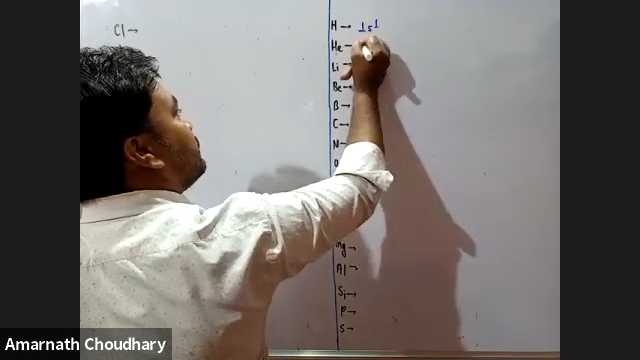 Cl→
H → 1s¹
He →
Li →
Be →
B →
C →
N →
Mg →
Al →
Si →
P →
S →
Amarnath Choudhary